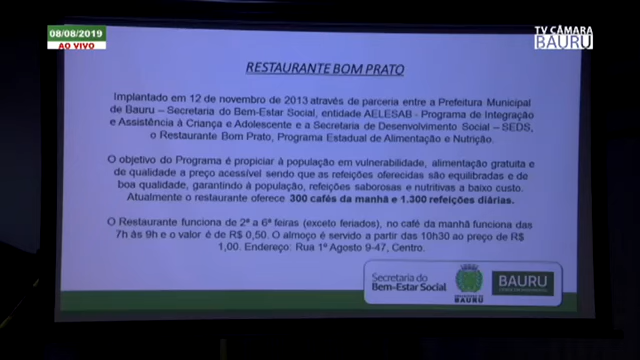 08/08/2019
AO VIVO
TV CÂMARA
BAURU
RESTAURANTE BOM PRATO
Implantado em 12 de novembro de 2013 através de parceria entre a Prefeitura Municipal
de Bauru – Secretaria do Bem-Estar Social, entidade AELESAB - Programa de Integração
e Assistência à Criança e Adolescente e a Secretaria de Desenvolvimento Social – SEDS,
o Restaurante Bom Prato, Programa Estadual de Alimentação e Nutrição.
O objetivo do Programa é propiciar à população em vulnerabilidade, alimentação gratuita e
de qualidade a preço acessível sendo que as refeições oferecidas são equilibradas e de
boa qualidade, garantindo à população, refeições saborosas e nutritivas a baixo custo.
Atualmente o restaurante oferece 300 cafés da manhã e 1.300 refeições diárias.
O Restaurante funciona de 2ª a 6ª feiras (exceto feriados), no café da manhã funciona das
7h às 9h e o valor é de R$ 0,50. O almoço é servido a partir das 10h30 ao preço de R$
1,00. Endereço: Rua 1º Agosto 9-47, Centro.
Secretaria do
Bem-Estar Social
BAURU
BAURU